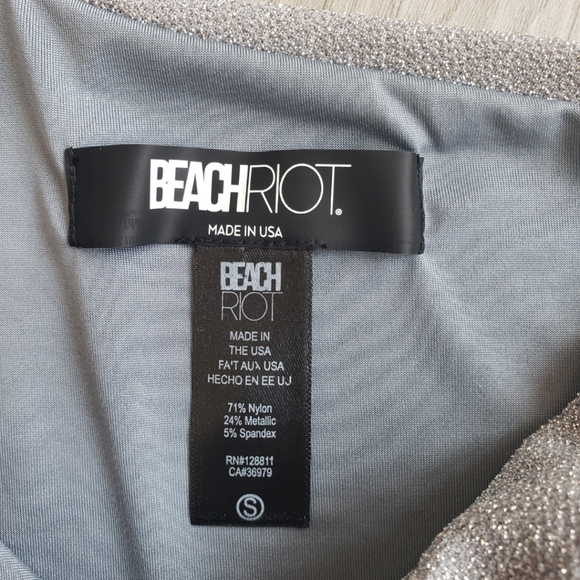 BEACHRIOT®
MADE IN USA
BEACH
RIOT
MADE IN
THE USA
FAIT AUX USA
HECHO EN EE UU
71% Nylon
24% Metallic
5% Spandex
RN#128811
CA#36979
S